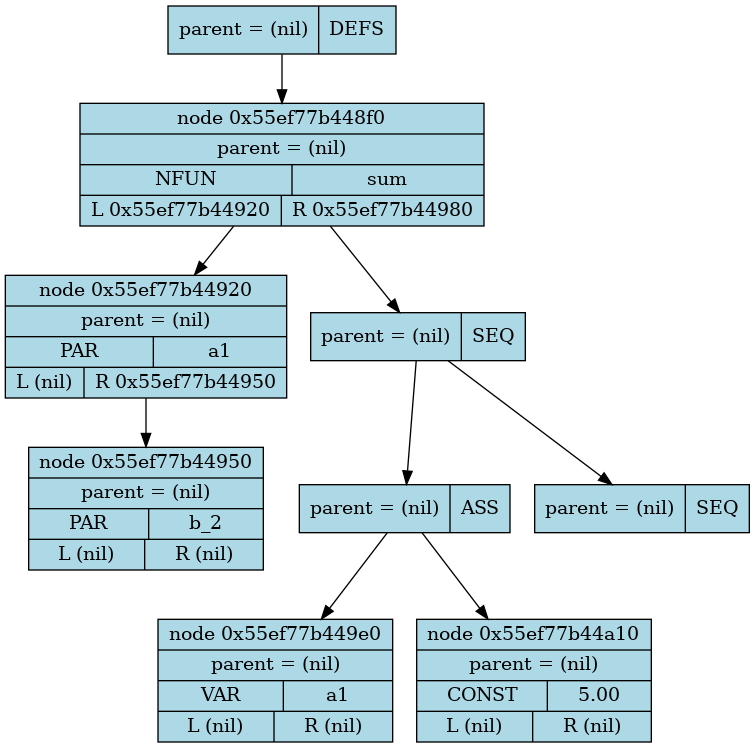 parent = (nil) DEFS
node 0x55ef77b448f0
parent = (nil)
NFUN sum
L 0x55ef77b44920 R 0x55ef77b44980
node 0x55ef77b44920
parent = (nil)
PAR a1
L (nil) R 0x55ef77b44950
parent = (nil) SEQ
node 0x55ef77b44950
parent = (nil)
PAR b_2
L (nil) R (nil)
parent = (nil) ASS
parent = (nil) SEQ
node 0x55ef77b449e0
parent = (nil)
VAR a1
L (nil) R (nil)
node 0x55ef77b44a10
parent = (nil)
CONST 5.00
L (nil) R (nil)